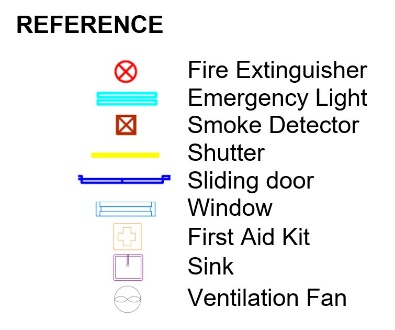 REFERENCE
Fire Extinguisher
Emergency Light
Smoke Detector
Shutter
Sliding door
Window
First Aid Kit
Sink
Ventilation Fan